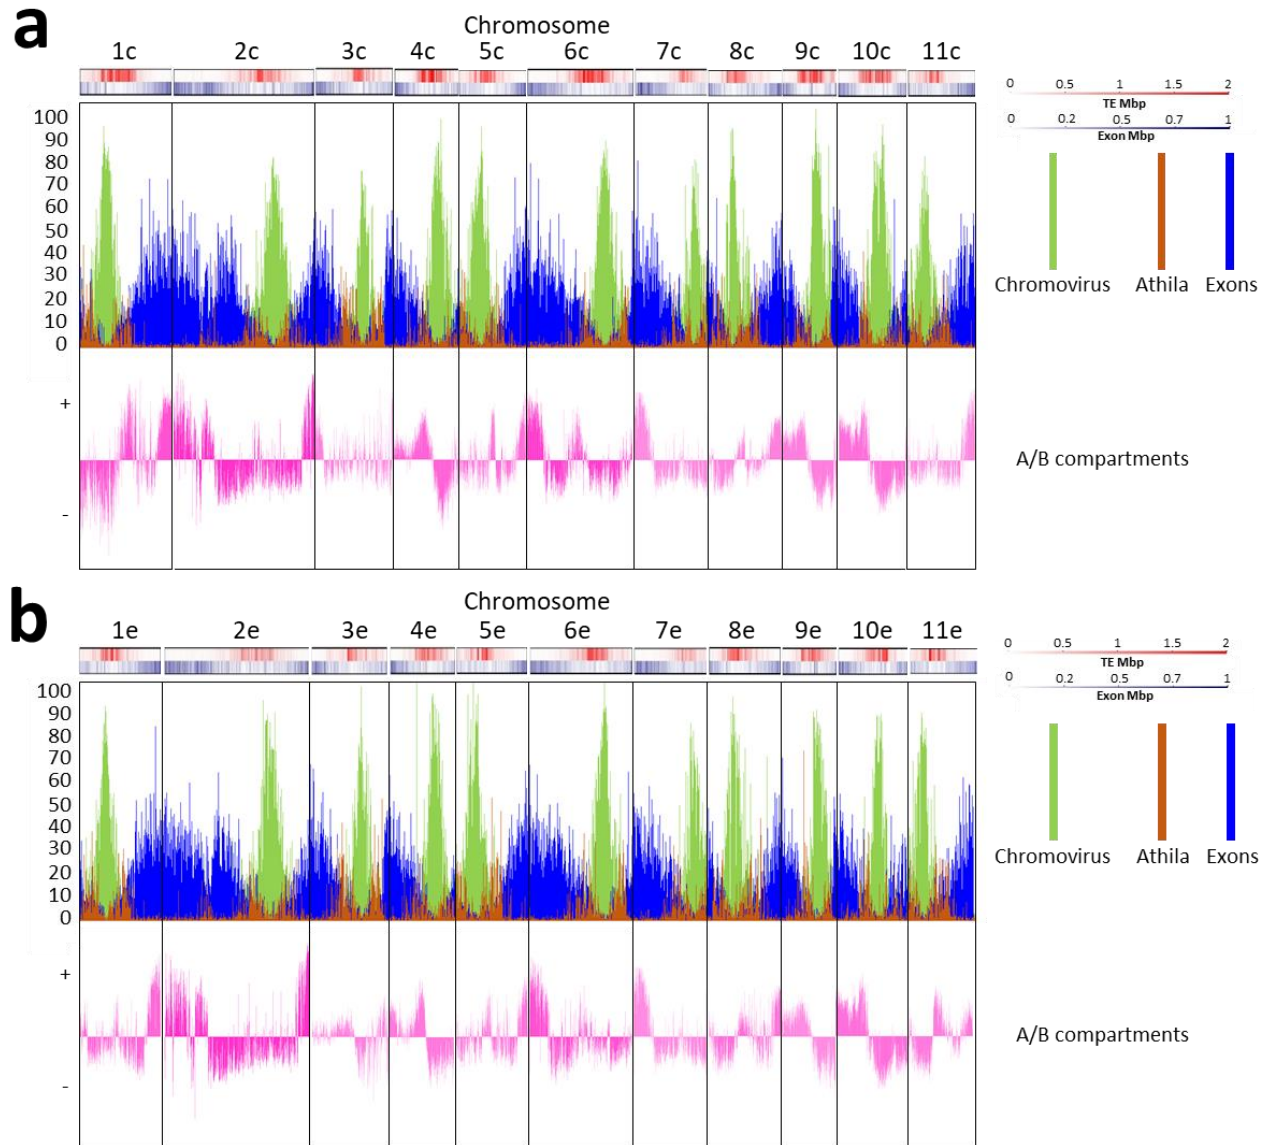 a
Chromosome
1c 2c 3c 4c 5c 6c 7c 8c 9c 10c 11c
0 0.5 1 1.5 2
TE Mbp
0 0.2 0.5 0.7 1
Exon Mbp
100
90
80
70
60
50
40
30
20
10
0
Chromovirus Athila Exons
+
A/B compartments
-
b
Chromosome
1e 2e 3e 4e 5e 6e 7e 8e 9e 10e 11e
0 0.5 1 1.5 2
TE Mbp
0 0.2 0.5 0.7 1
Exon Mbp
100
90
80
70
60
50
40
30
20
10
0
Chromovirus Athila Exons
+
A/B compartments
-